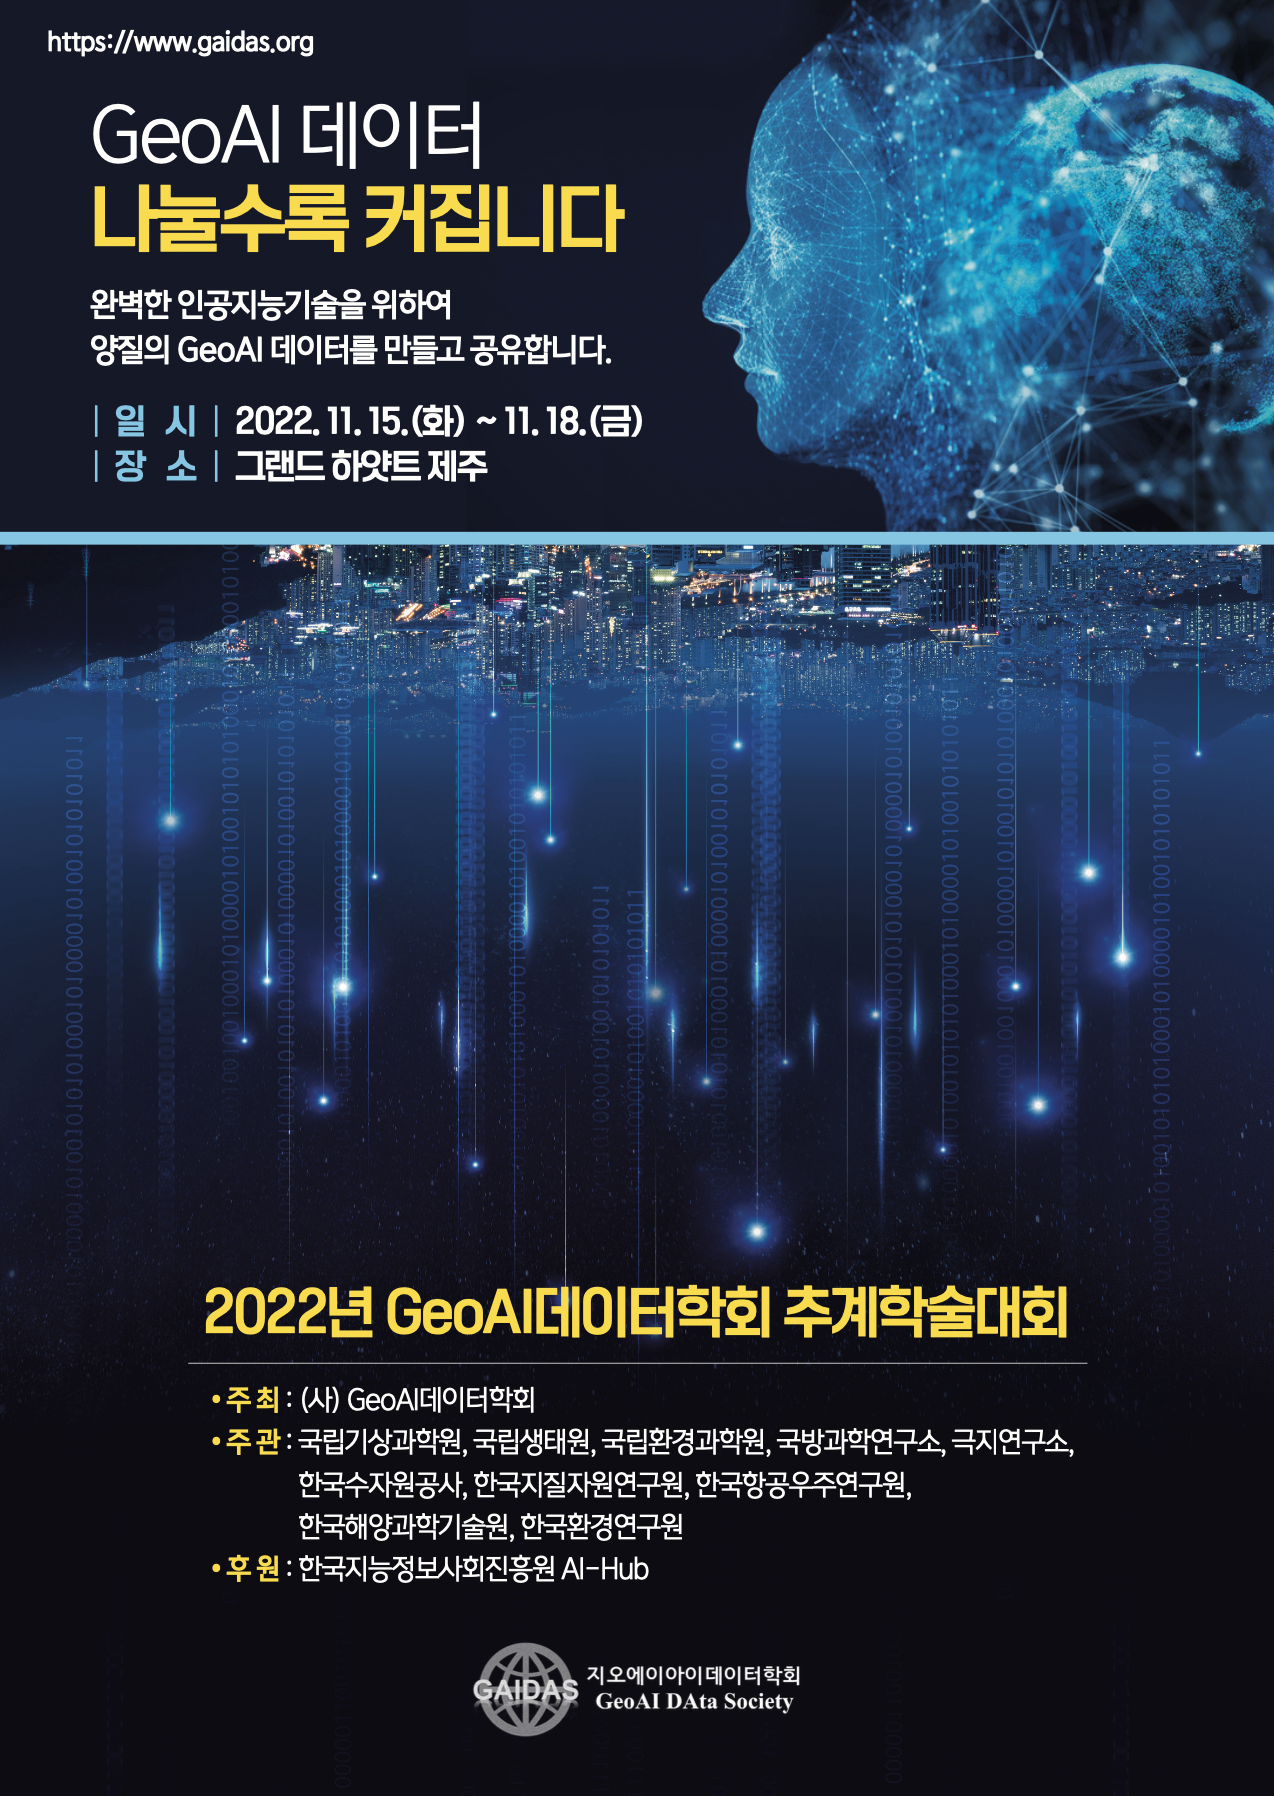 https://www.gaidas.org
GeoAI 데이터
나눌수록 커집니다
완벽한 인공지능기술을 위하여
양질의 GeoAI 데이터를 만들고 공유합니다.
| 일 시 | 2022. 11. 15.(화) ~ 11. 18.(금)
| 장 소 | 그랜드 하얏트 제주
2022년 GeoAI데이터학회 추계학술대회
• 주 최 : (사) GeoAI데이터학회
• 주 관 : 국립기상과학원, 국립생태원, 국립환경과학원, 국방과학연구소, 극지연구소,
한국수자원공사, 한국지질자원연구원, 한국항공우주연구원,
한국해양과학기술원, 한국환경연구원
• 후 원 : 한국지능정보사회진흥원 AI-Hub
GAIDAS
지오에이아이데이터학회
GeoAI DAta Society